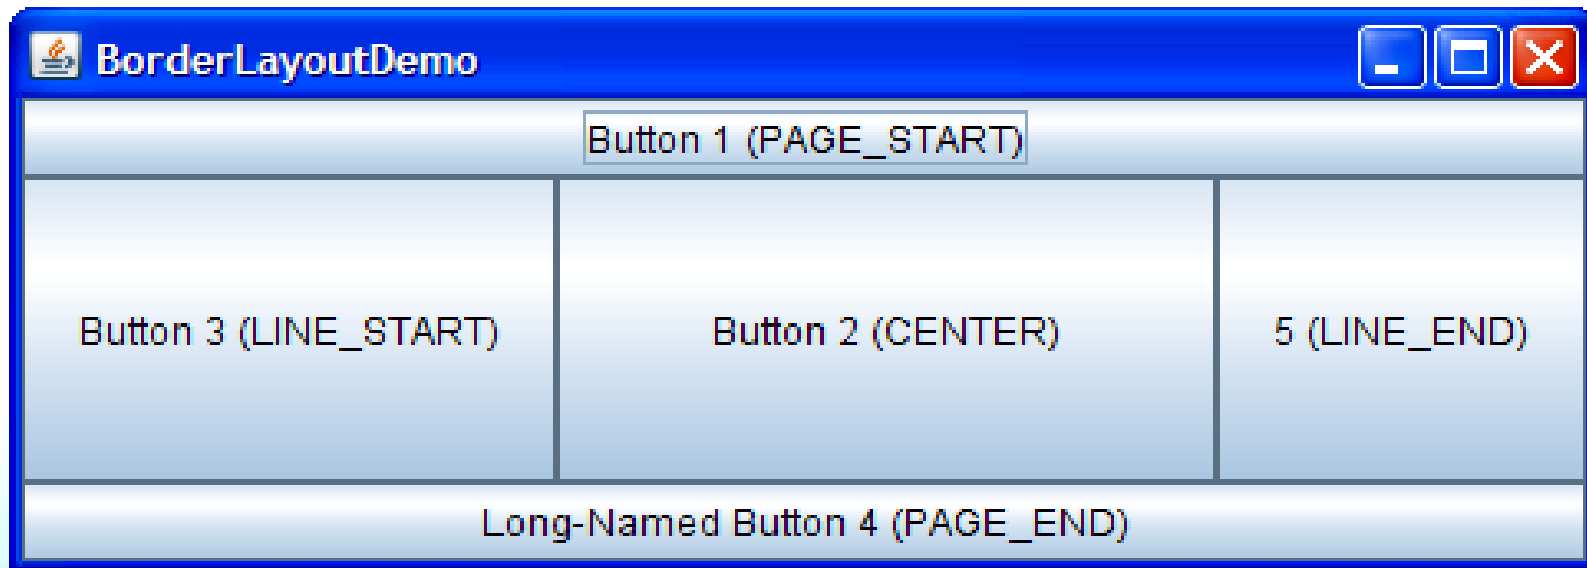 BorderLayoutDemo
Button 1 (PAGE_START)
Button 3 (LINE_START)
Button 2 (CENTER)
5 (LINE_END)
Long-Named Button 4 (PAGE_END)